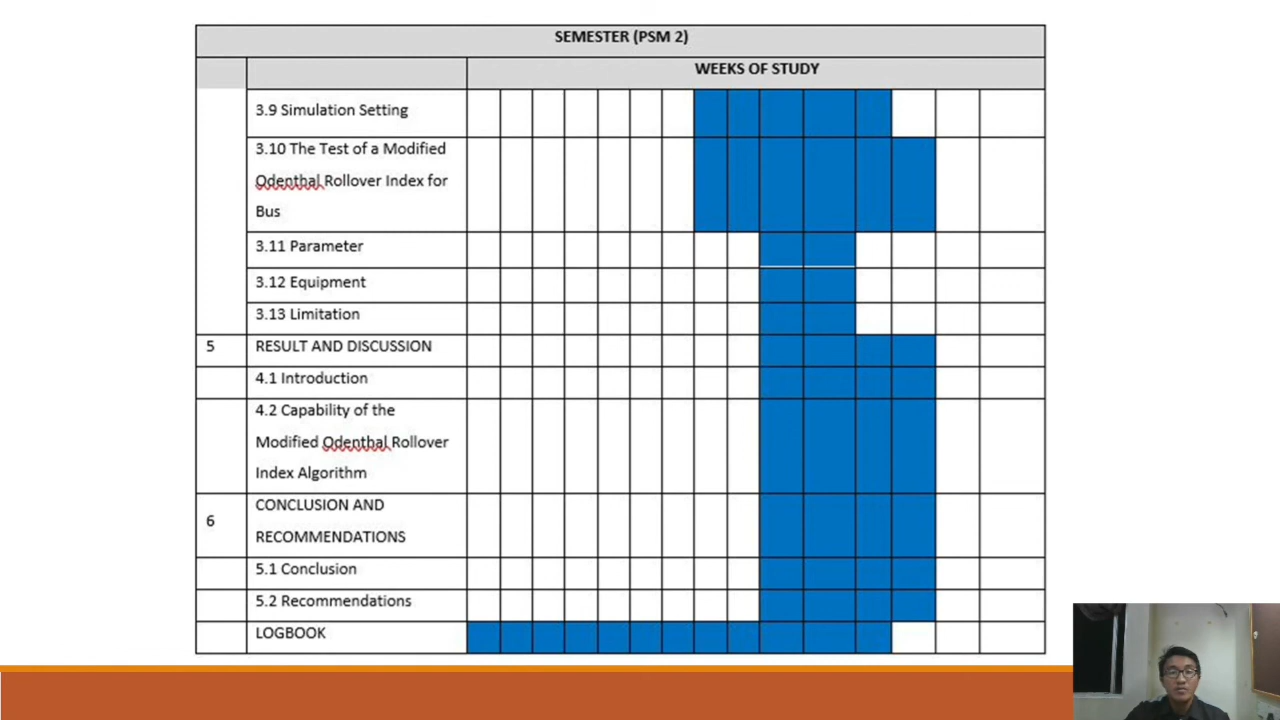 SEMESTER (PSM 2)
WEEKS OF STUDY
3.9 Simulation Setting
3.10 The Test of a Modified
Odenthal Rollover Index for
Bus
3.11 Parameter
3.12 Equipment
3.13 Limitation
5 RESULT AND DISCUSSION
4.1 Introduction
4.2 Capability of the
Modified Odenthal Rollover
Index Algorithm
6 CONCLUSION AND
RECOMMENDATIONS
5.1 Conclusion
5.2 Recommendations
LOGBOOK